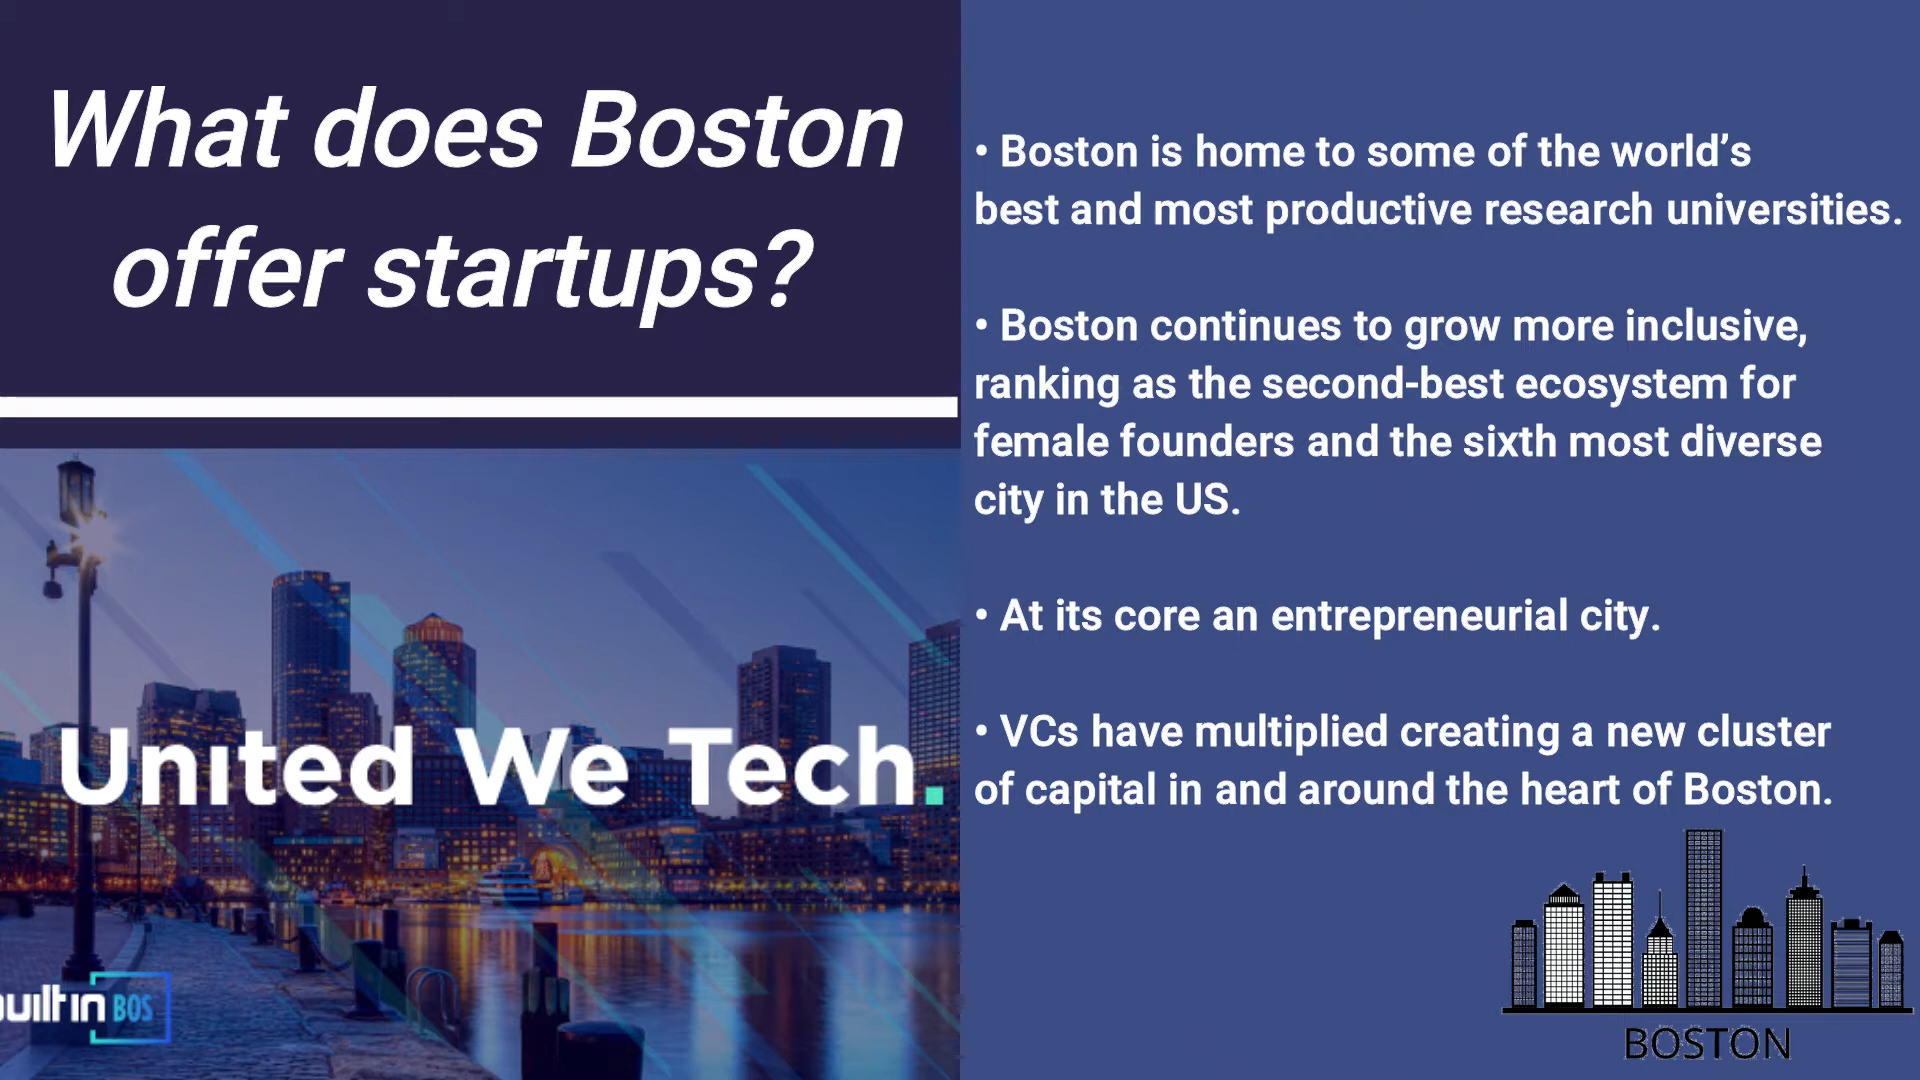 What does Boston
offer startups?
United We Tech.
builtin BOS
• Boston is home to some of the world’s
best and most productive research universities.
• Boston continues to grow more inclusive,
ranking as the second-best ecosystem for
female founders and the sixth most diverse
city in the US.
• At its core an entrepreneurial city.
• VCs have multiplied creating a new cluster
of capital in and around the heart of Boston.
BOSTON